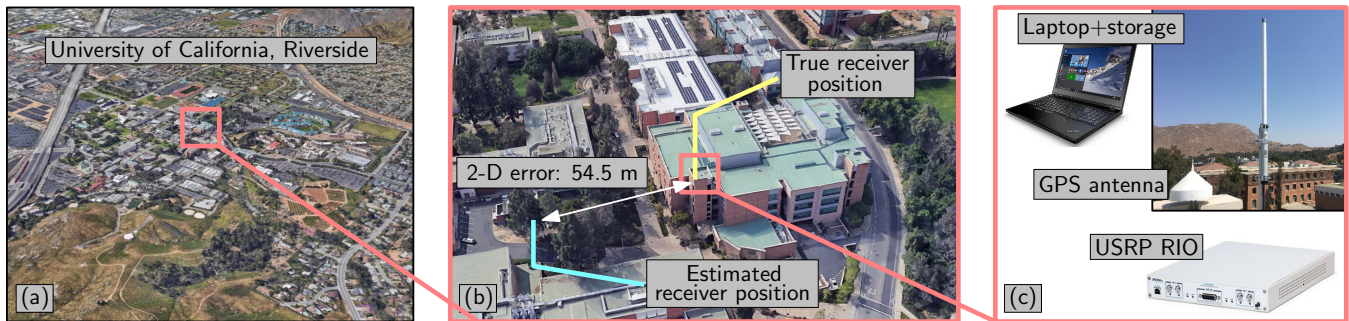 University of California, Riverside
(a)
True receiver
position
2-D error: 54.5 m
Estimated
receiver position
(b)
Laptop+storage
GPS antenna
USRP RIO
(c)